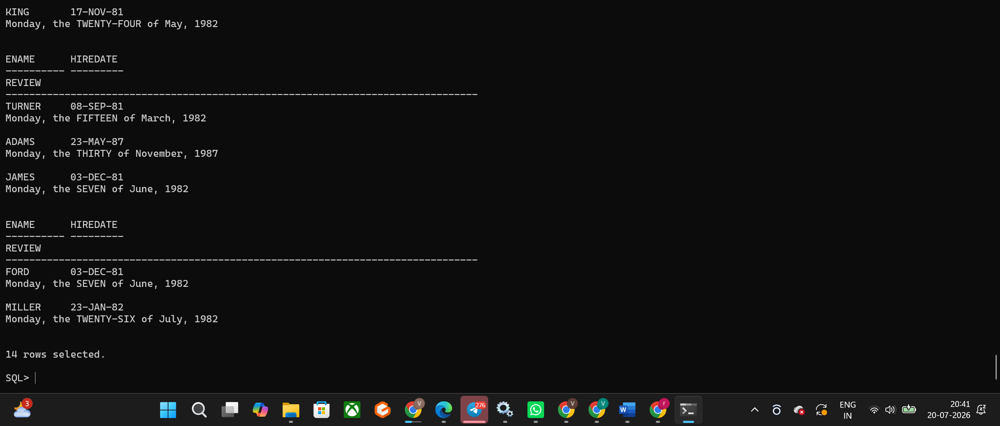 KING       17-NOV-81
Monday, the TWENTY-FOUR of May, 1982
ENAME      HIREDATE
---------- ---------
REVIEW
--------------------------------------------------------------------------------
TURNER     08-SEP-81
Monday, the FIFTEEN of March, 1982
ADAMS      23-MAY-87
Monday, the THIRTY of November, 1987
JAMES      03-DEC-81
Monday, the SEVEN of June, 1982
ENAME      HIREDATE
---------- ---------
REVIEW
--------------------------------------------------------------------------------
FORD       03-DEC-81
Monday, the SEVEN of June, 1982
MILLER     23-JAN-82
Monday, the TWENTY-SIX of July, 1982
14 rows selected.
SQL>
3
V
276
V
V
W
r
ENG
IN
20:41
20-07-2026